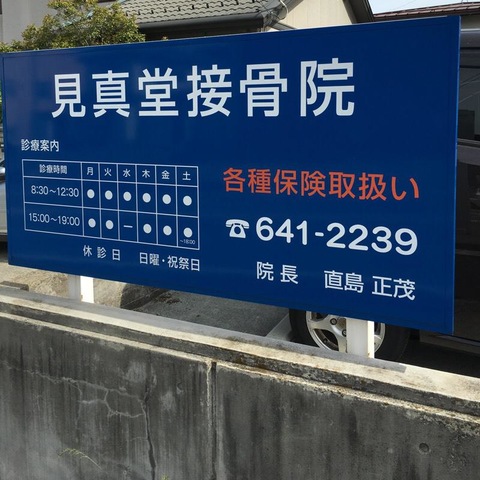 見真堂接骨院
診療案内
診療時間 月 火 水 木 金 土
8:30〜12:30 ● ● ● ● ● ●
15:00〜19:00 ● ● ー ● ● ●
〜18:00
休診日 日曜・祝祭日
各種保険取扱い
☎641-2239
院長 直島 正茂